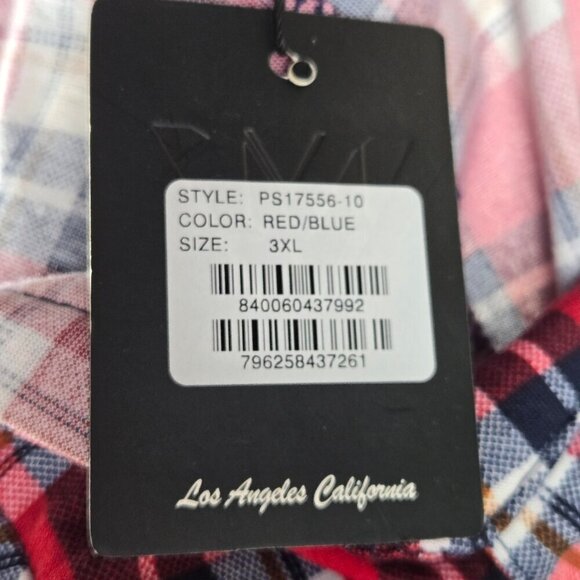 STYLE: PS17556-10
COLOR: RED/BLUE
SIZE: 3XL
840060437992
796258437261
Los Angeles California